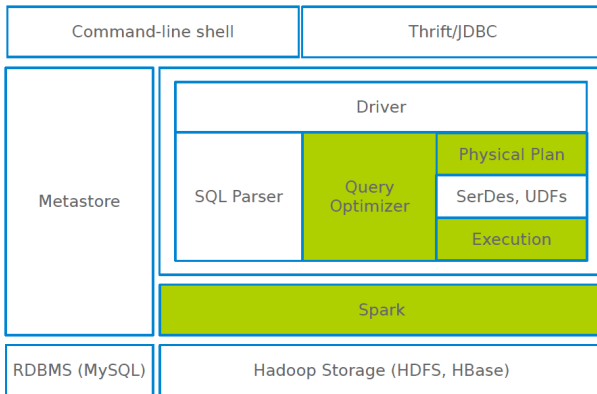 Command-line shell
Thrift/JDBC
Metastore
Driver
SQL Parser
Query
Optimizer
Physical Plan
SerDes, UDFs
Execution
Spark
RDBMS (MySQL)
Hadoop Storage (HDFS, HBase)